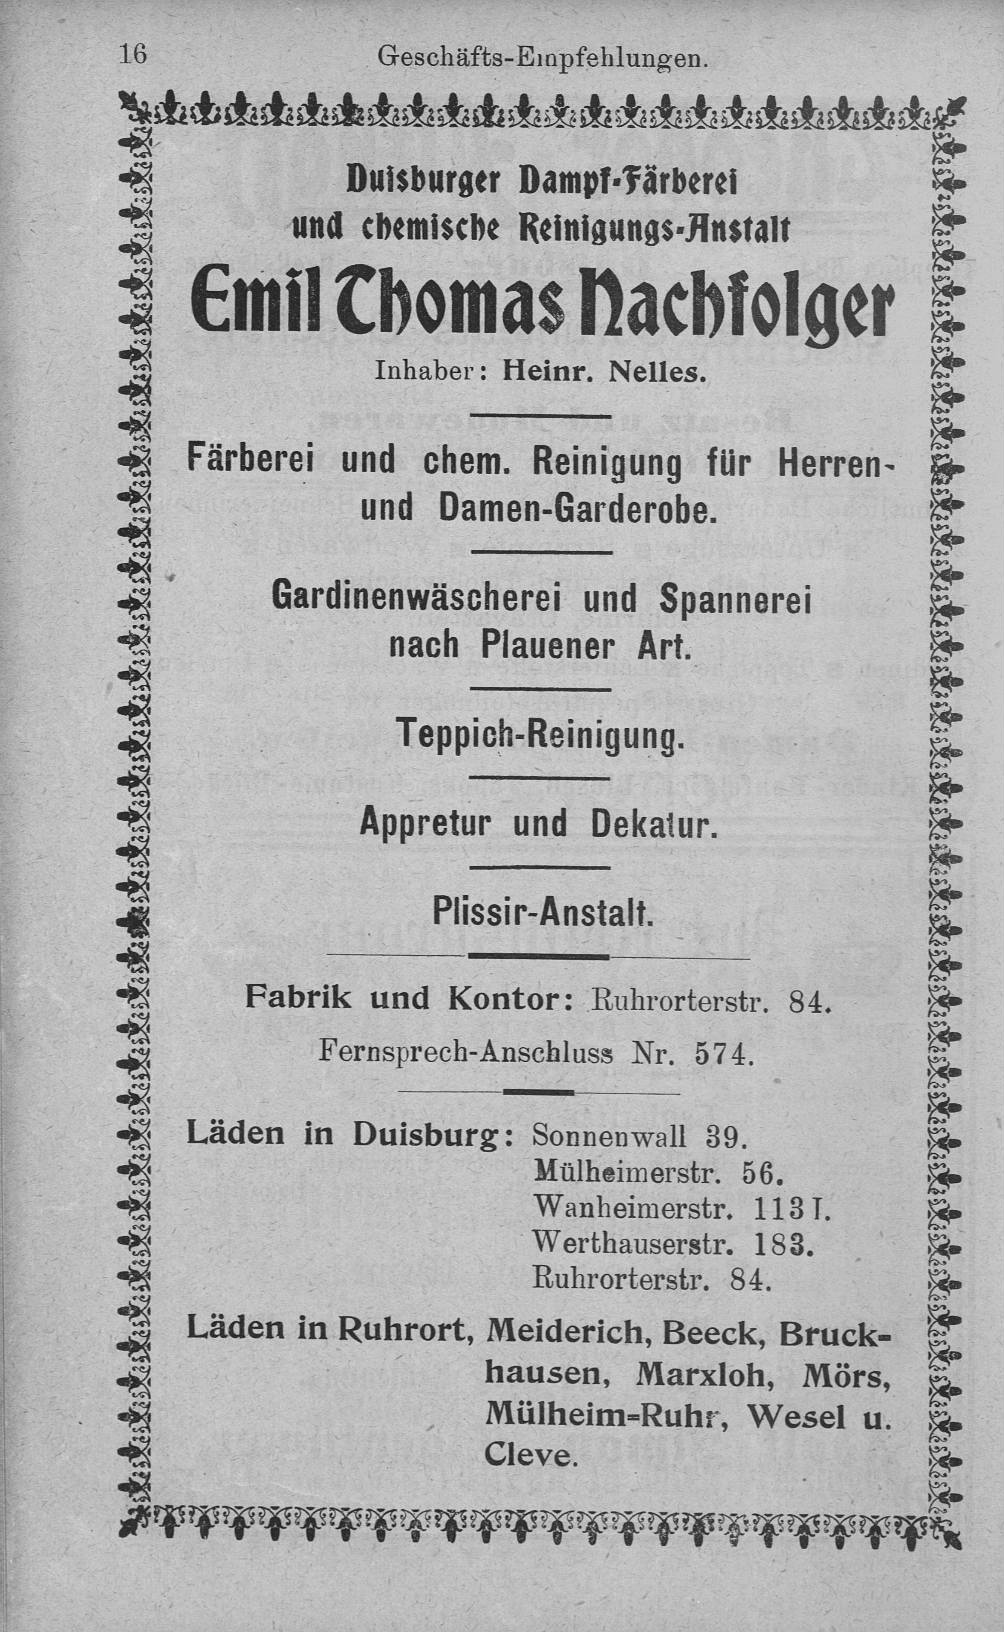 16
Geschäfts-Empfehlungen.
Duisburger Dampf-Färberei
und chemische Reinigungs-Anstalt
Emil Thomas Nachfolger
Inhaber: Heinr. Nelles.
Färberei und chem. Reinigung für Herren-
und Damen-Garderobe.
Gardinenwäscherei und Spannerei
nach Plauener Art.
Teppich-Reinigung.
Appretur und Dekatur.
Plissir-Anstalt.
Fabrik und Kontor: Ruhrorterstr. 84.
Fernsprech-Anschluss Nr. 574.
Läden in Duisburg: Sonnenwall 39.
Mülheimerstr. 56.
Wanheimerstr. 113 I.
Werthauserstr. 183.
Ruhrorterstr. 84.
Läden in Ruhrort, Meiderich, Beeck, Bruck-
hausen, Marxloh, Mörs,
Mülheim-Ruhr, Wesel u.
Cleve.